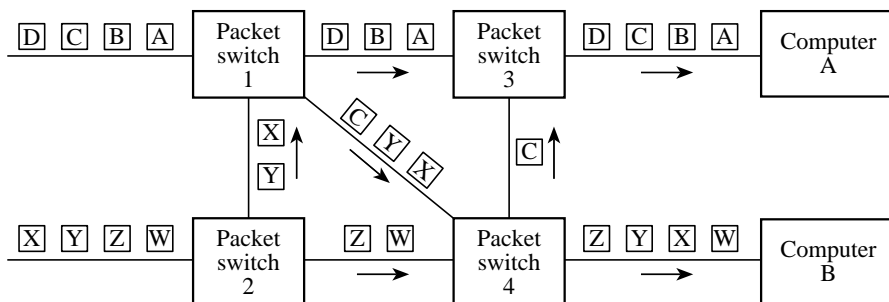 D C B A
Packet
switch
1
D B A
Packet
switch
3
D C B A
Computer
A
X
Y
C Y X
C
X Y Z W
Packet
switch
2
Z W
Packet
switch
4
Z Y X W
Computer
B